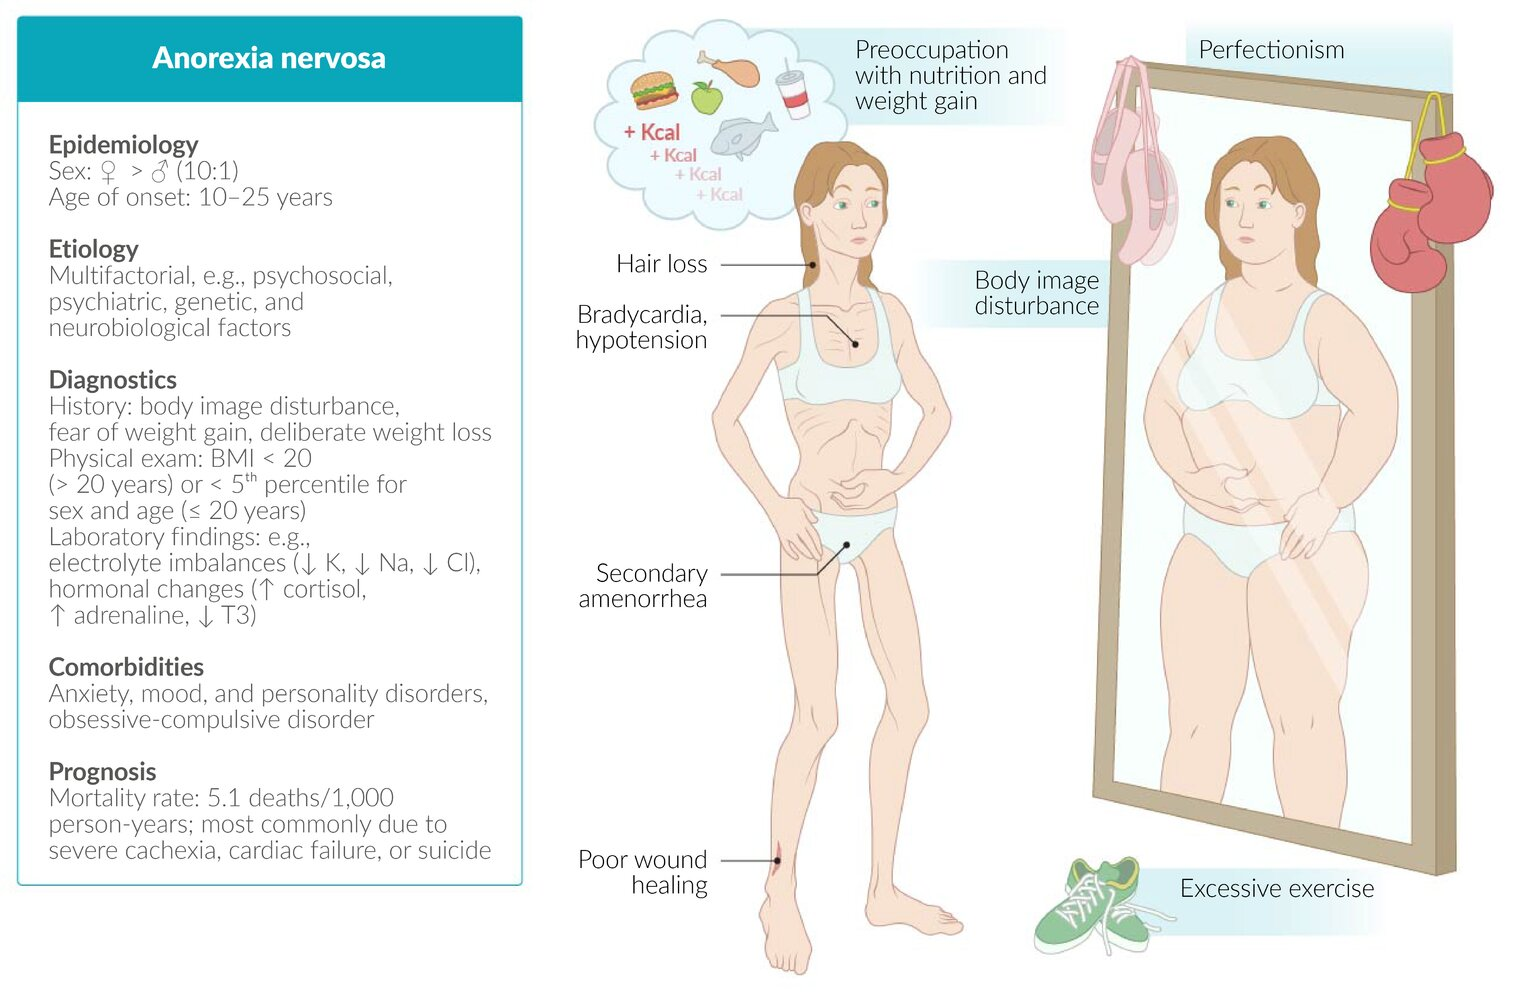 Anorexia nervosa
Epidemiology
Sex: ♀ > ♂ (10:1)
Age of onset: 10–25 years
Etiology
Multifactorial, e.g., psychosocial,
psychiatric, genetic, and
neurobiological factors
Diagnostics
History: body image disturbance,
fear of weight gain, deliberate weight loss
Physical exam: BMI < 20
(> 20 years) or < 5th percentile for
sex and age (≤ 20 years)
Laboratory findings: e.g.,
electrolyte imbalances (↓ K, ↓ Na, ↓ Cl),
hormonal changes (↑ cortisol,
↑ adrenaline, ↓ T3)
Comorbidities
Anxiety, mood, and personality disorders,
obsessive-compulsive disorder
Prognosis
Mortality rate: 5.1 deaths/1,000
person-years; most commonly due to
severe cachexia, cardiac failure, or suicide
+ Kcal
+ Kcal
+ Kcal
+ Kcal
Preoccupation
with nutrition and
weight gain
Perfectionism
Hair loss
Bradycardia,
hypotension
Body image
disturbance
Secondary
amenorrhea
Poor wound
healing
Excessive exercise